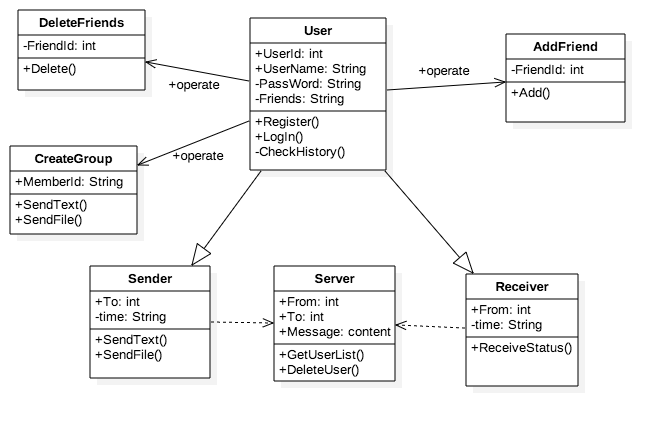 DeleteFriends
-FriendId: int
+Delete()
User
+UserId: int
+UserName: String
-PassWord: String
-Friends: String
+Register()
+LogIn()
-CheckHistory()
AddFriend
-FriendId: int
+Add()
+operate
+operate
+operate
CreateGroup
+MemberId: String
+SendText()
+SendFile()
Sender
+To: int
-time: String
+SendText()
+SendFile()
Server
+From: int
+To: int
+Message: content
+GetUserList()
+DeleteUser()
Receiver
+From: int
-time: String
+ReceiveStatus()